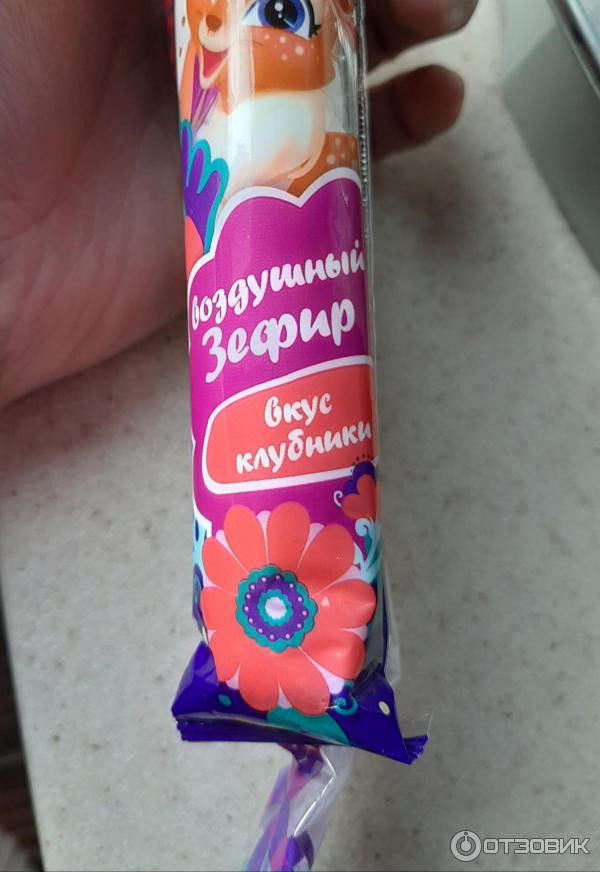 воздушный
Зефир
вкус
клубники
ОТЗОВИК